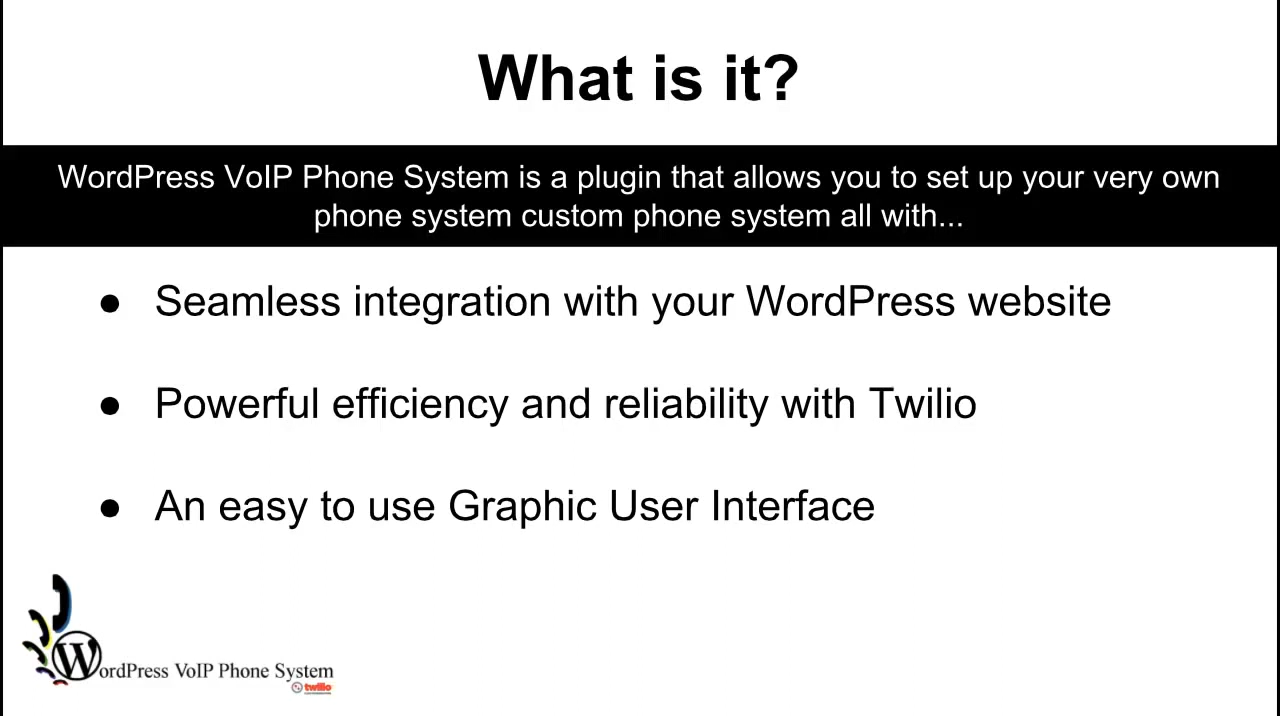 What is it?
WordPress VoIP Phone System is a plugin that allows you to set up your very own
phone system custom phone system all with...
● Seamless integration with your WordPress website
● Powerful efficiency and reliability with Twilio
● An easy to use Graphic User Interface
WordPress VoIP Phone System
twilio